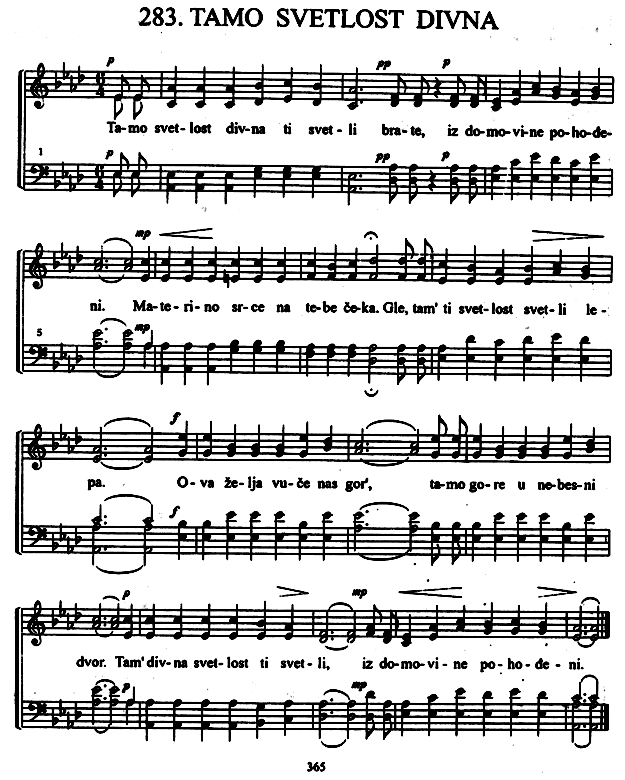 283. TAMO SVETLOST DIVNA
p pp p
Ta-mo svet-lost div-na ti svet-li bra-te, iz do-mo-vi-ne po-ho-đe-
1 p pp p
mp
ni. Ma-te-ri-no sr-ce na te-be če-ka. Gle, tam' ti svet-lost svet-li le-
5 mp
f
pa. O-va že-lja vu-če nas gor', ta-mo go-re u ne-bes-ni
f
p mp
dvor. Tam' div-na svet-lost ti svet-li, iz do-mo-vi-ne po-ho-đe-ni.
p mp
365